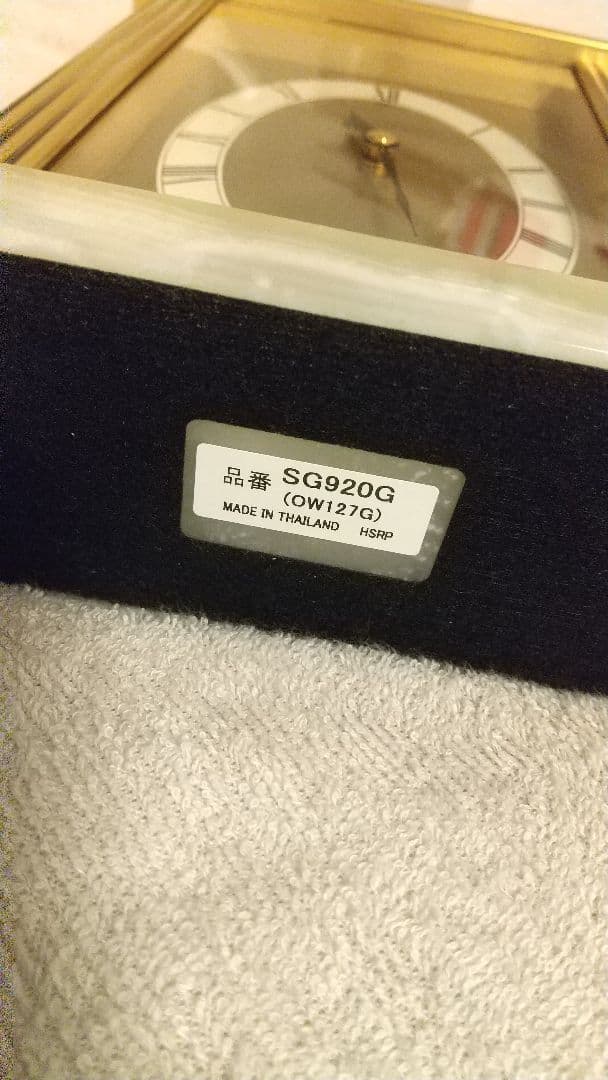 品番 SG920G
(OW127G)
MADE IN THAILAND HSRP